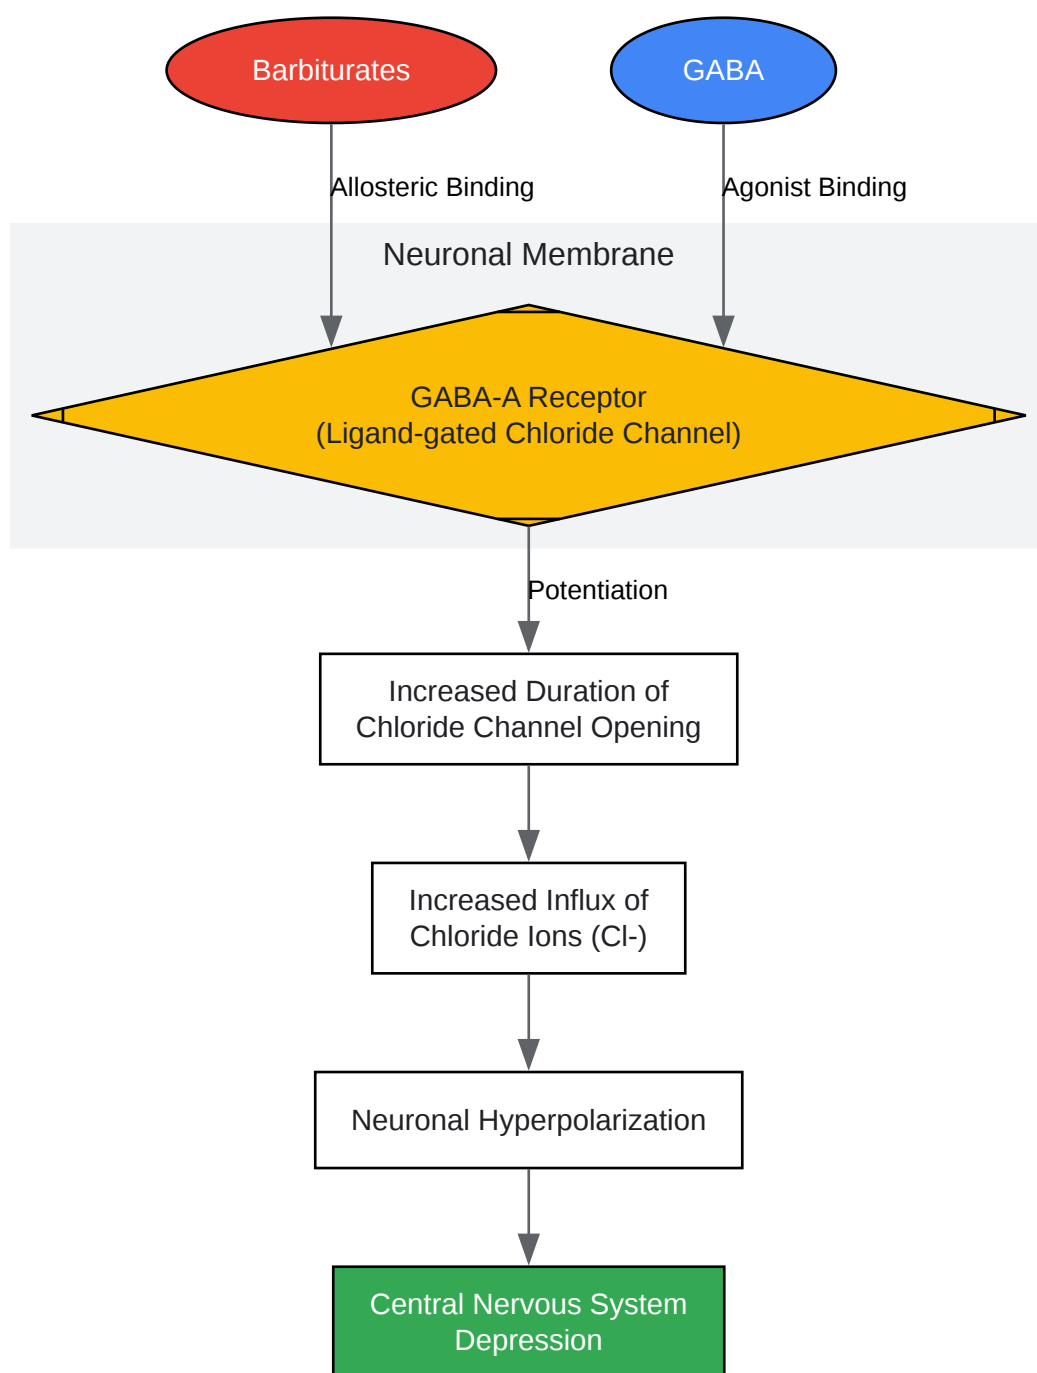 Barbiturates
GABA
Allosteric Binding
Agonist Binding
Neuronal Membrane
GABA-A Receptor
(Ligand-gated Chloride Channel)
Potentiation
Increased Duration of
Chloride Channel Opening
Increased Influx of
Chloride Ions (Cl-)
Neuronal Hyperpolarization
Central Nervous System
Depression